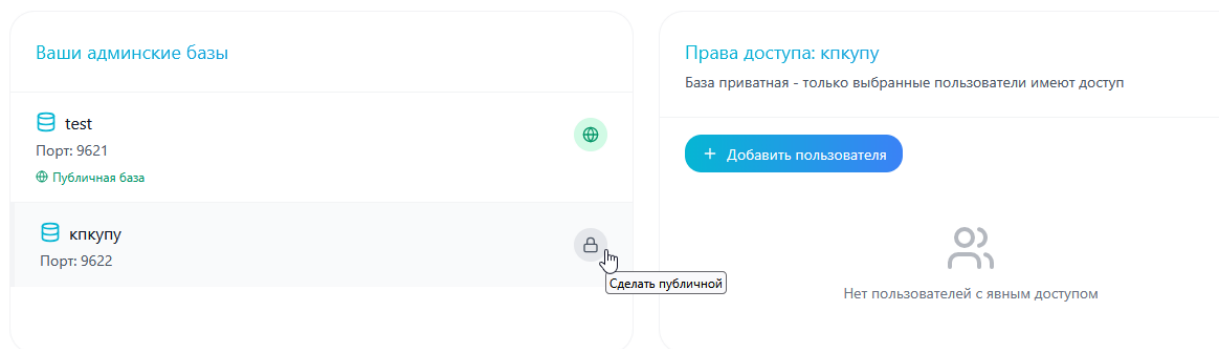 Ваши админские базы
test
Порт: 9621
Публичная база
кпкупу
Порт: 9622
Сделать публичной
Права доступа: кпкупу
База приватная - только выбранные пользователи имеют доступ
+ Добавить пользователя
Нет пользователей с явным доступом